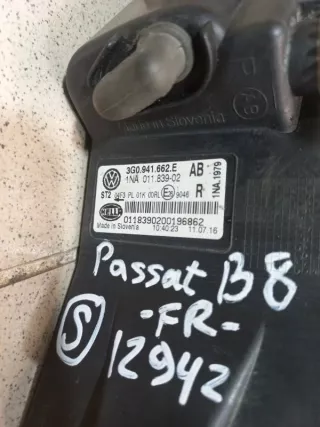 Made in Slovenia
3G0.941.662.E AB
1NA 011.839-02 R
1NA.1979
HELLA
Made in Slovenia
0118390200196862
10:40:23 11.07.16
Passat B8
-FR-
S 12942